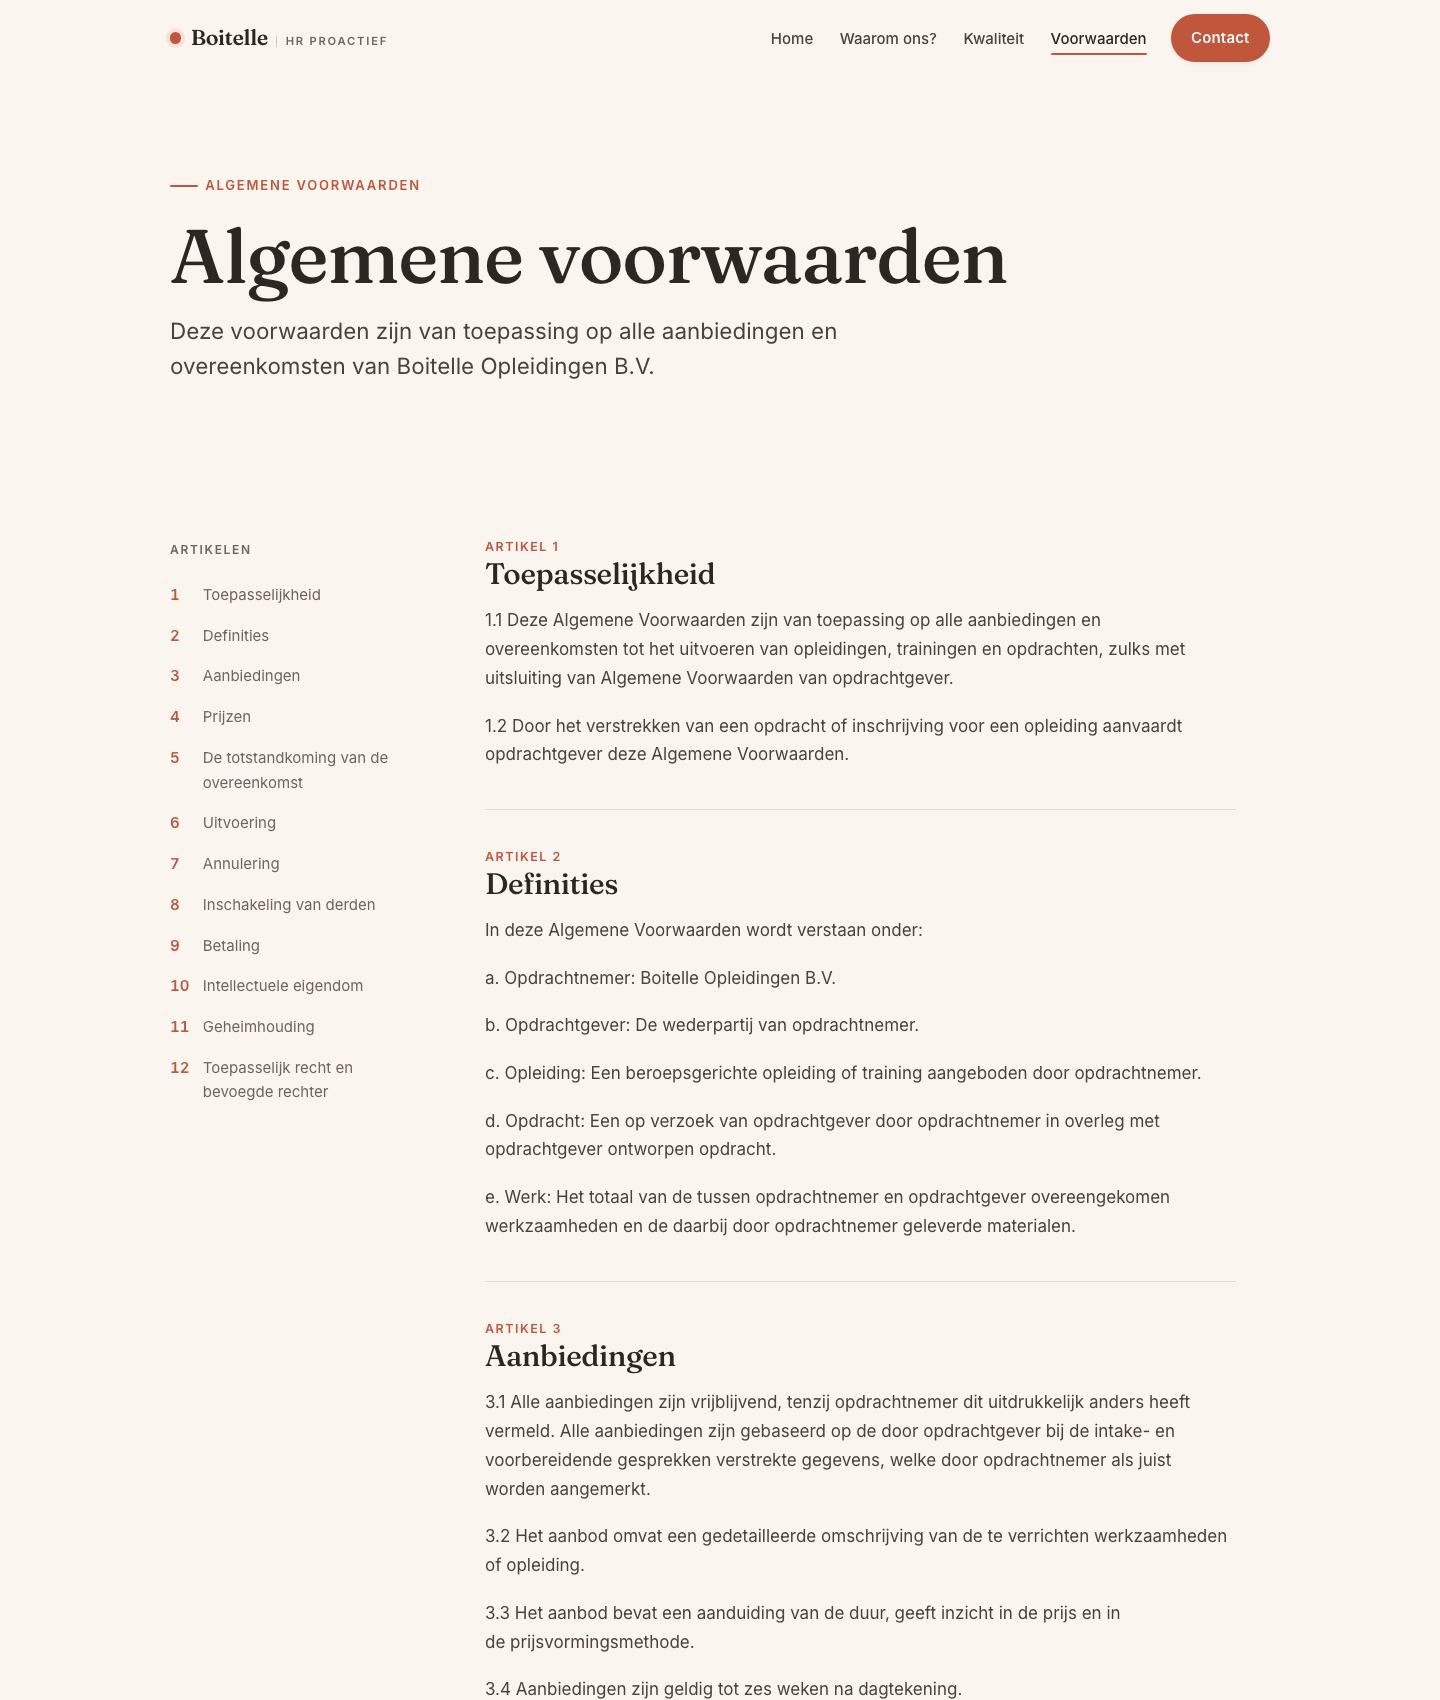 Boitelle | HR PROACTIEF
Home
Waarom ons?
Kwaliteit
Voorwaarden
Contact
ALGEMENE VOORWAARDEN
Algemene voorwaarden
Deze voorwaarden zijn van toepassing op alle aanbiedingen en
overeenkomsten van Boitelle Opleidingen B.V.
ARTIKELEN
1 Toepasselijkheid
2 Definities
3 Aanbiedingen
4 Prijzen
5 De totstandkoming van de
overeenkomst
6 Uitvoering
7 Annulering
8 Inschakeling van derden
9 Betaling
10 Intellectuele eigendom
11 Geheimhouding
12 Toepasselijk recht en
bevoegde rechter
ARTIKEL 1
Toepasselijkheid
1.1 Deze Algemene Voorwaarden zijn van toepassing op alle aanbiedingen en
overeenkomsten tot het uitvoeren van opleidingen, trainingen en opdrachten, zulks met
uitsluiting van Algemene Voorwaarden van opdrachtgever.
1.2 Door het verstrekken van een opdracht of inschrijving voor een opleiding aanvaardt
opdrachtgever deze Algemene Voorwaarden.
ARTIKEL 2
Definities
In deze Algemene Voorwaarden wordt verstaan onder:
a. Opdrachtnemer: Boitelle Opleidingen B.V.
b. Opdrachtgever: De wederpartij van opdrachtnemer.
c. Opleiding: Een beroepsgerichte opleiding of training aangeboden door opdrachtnemer.
d. Opdracht: Een op verzoek van opdrachtgever door opdrachtnemer in overleg met
opdrachtgever ontworpen opdracht.
e. Werk: Het totaal van de tussen opdrachtnemer en opdrachtgever overeengekomen
werkzaamheden en de daarbij door opdrachtnemer geleverde materialen.
ARTIKEL 3
Aanbiedingen
3.1 Alle aanbiedingen zijn vrijblijvend, tenzij opdrachtnemer dit uitdrukkelijk anders heeft
vermeld. Alle aanbiedingen zijn gebaseerd op de door opdrachtgever bij de intake- en
voorbereidende gesprekken verstrekte gegevens, welke door opdrachtnemer als juist
worden aangemerkt.
3.2 Het aanbod omvat een gedetailleerde omschrijving van de te verrichten werkzaamheden
of opleiding.
3.3 Het aanbod bevat een aanduiding van de duur, geeft inzicht in de prijs en in
de prijsvormingsmethode.
3.4 Aanbiedingen zijn geldig tot zes weken na dagtekening.